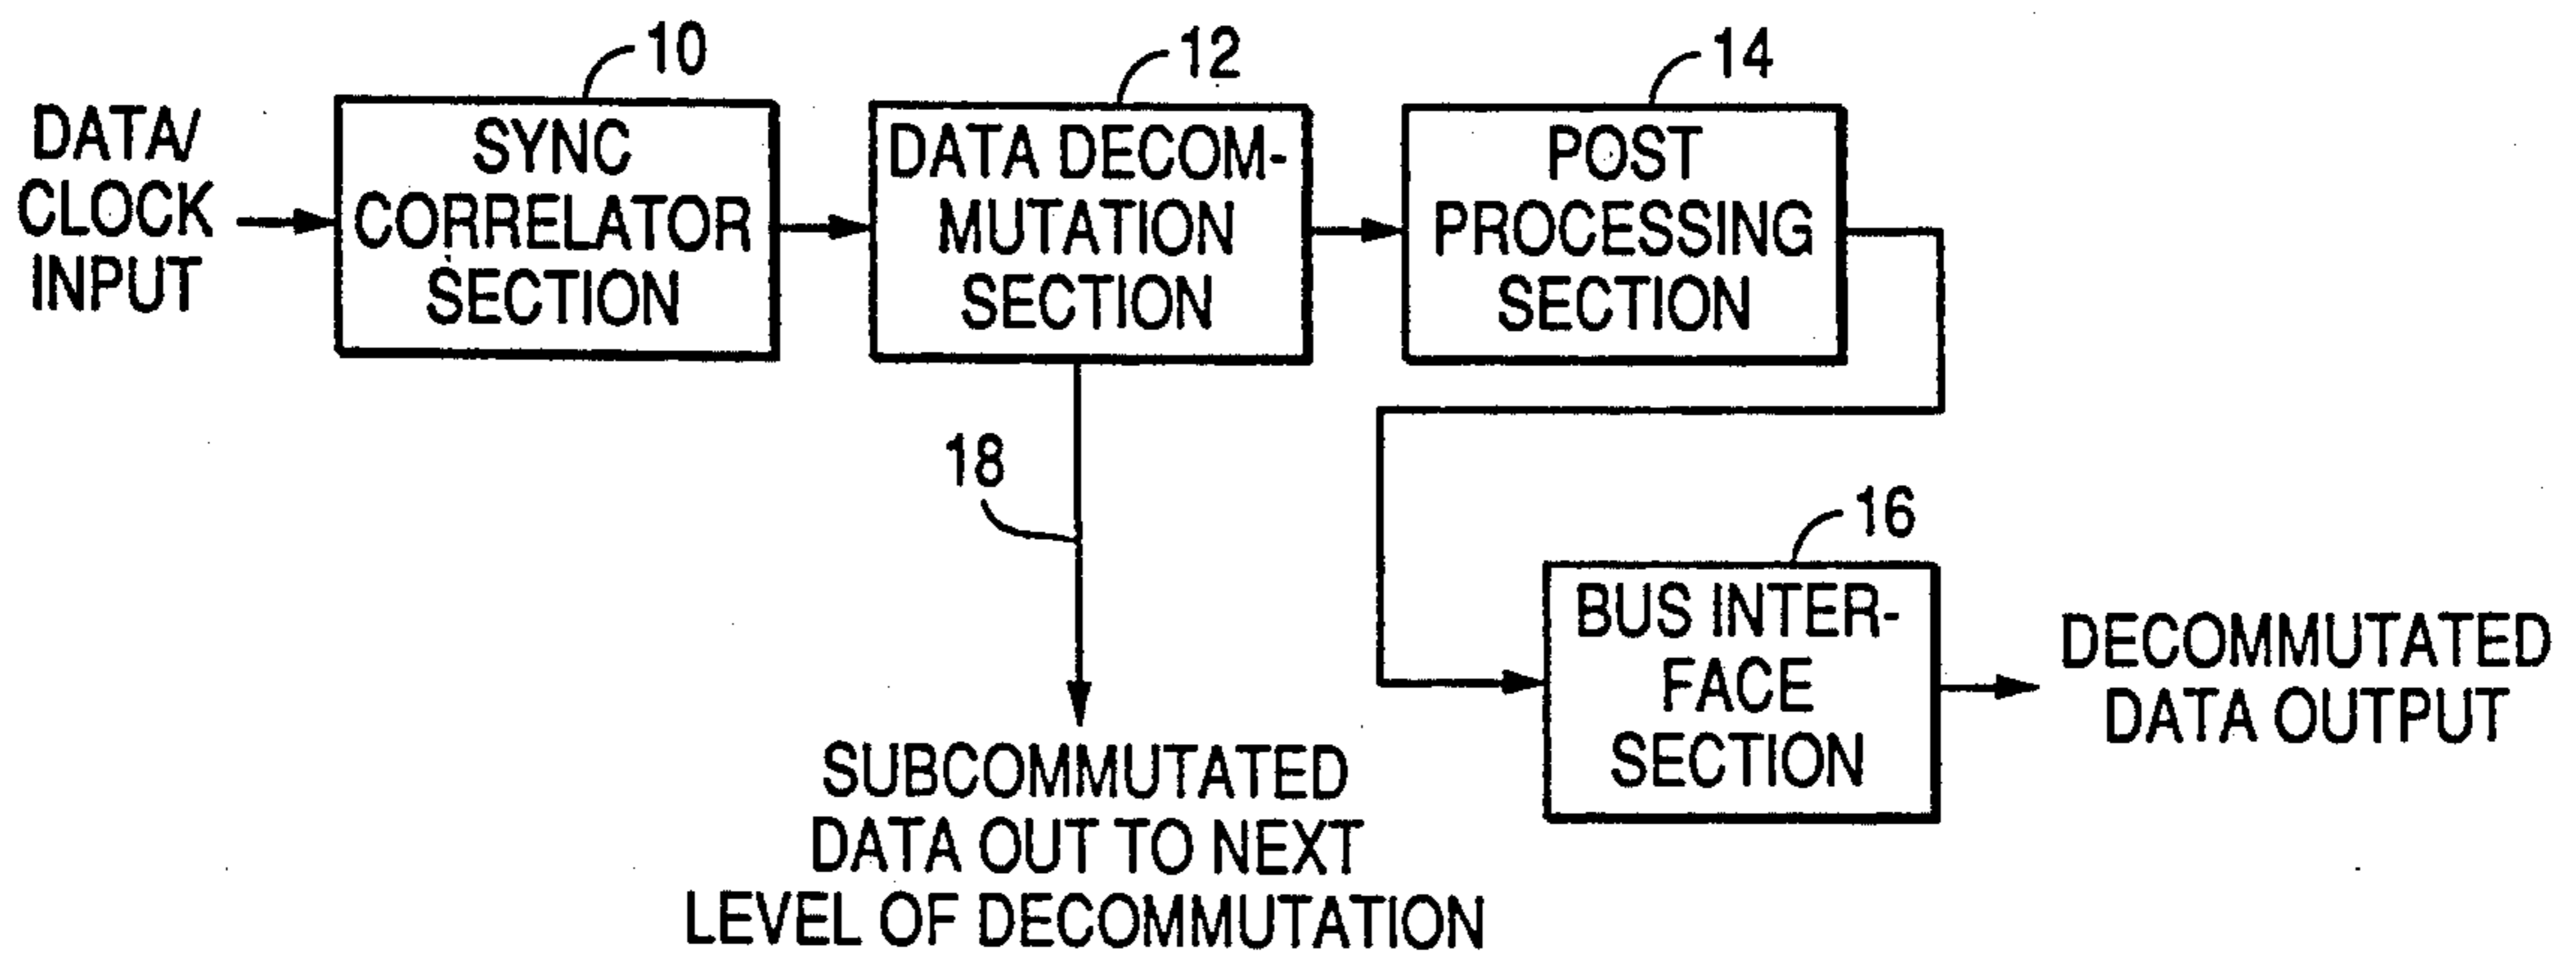 10
12
14
DATA/
CLOCK
INPUT
SYNC
CORRELATOR
SECTION
DATA DECOM-
MUTATION
SECTION
POST
PROCESSING
SECTION
18
16
BUS INTER-
FACE
SECTION
DECOMMUTATED
DATA OUTPUT
SUBCOMMUTATED
DATA OUT TO NEXT
LEVEL OF DECOMMUTATION